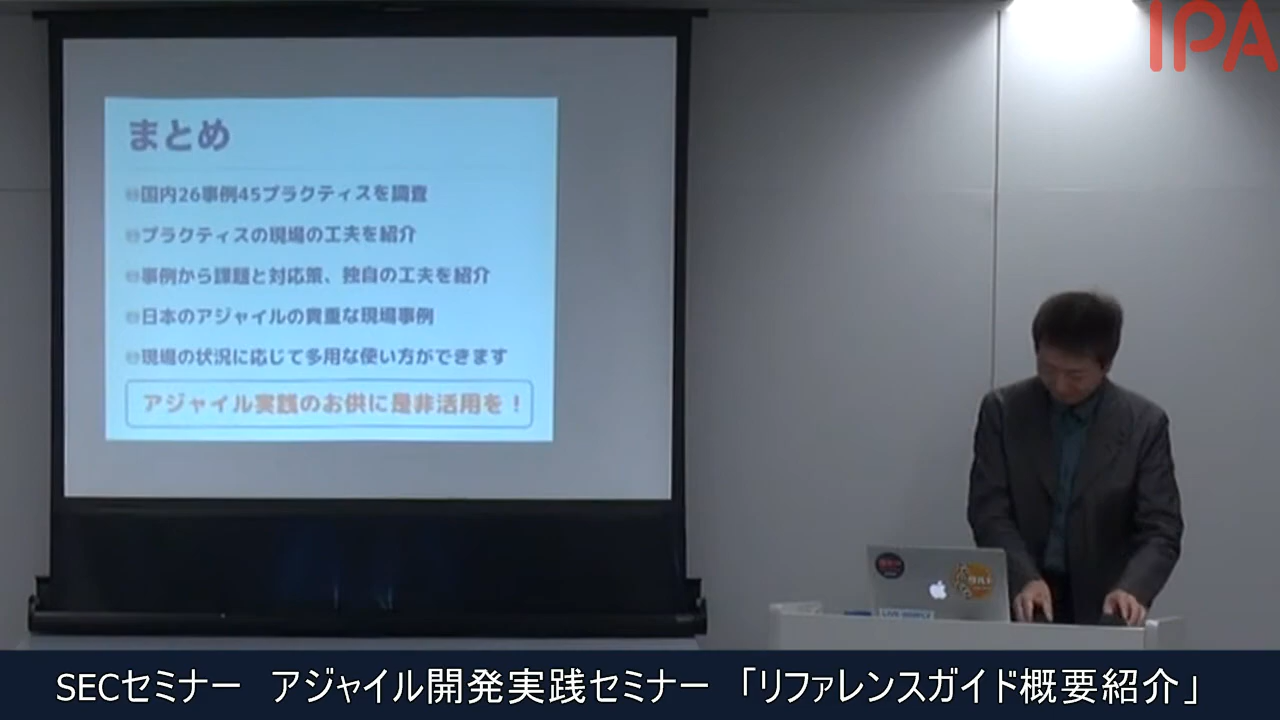 IPA
まとめ
国内26事例45プラクティスを調査
プラクティスの現場の工夫を紹介
事例から課題と対応策、独自の工夫を紹介
日本のアジャイルの貴重な現場事例
現場の状況に応じて多用な使い方ができます
アジャイル実践のお供に是非活用を！
SECセミナー　アジャイル開発実践セミナー　「リファレンスガイド概要紹介」